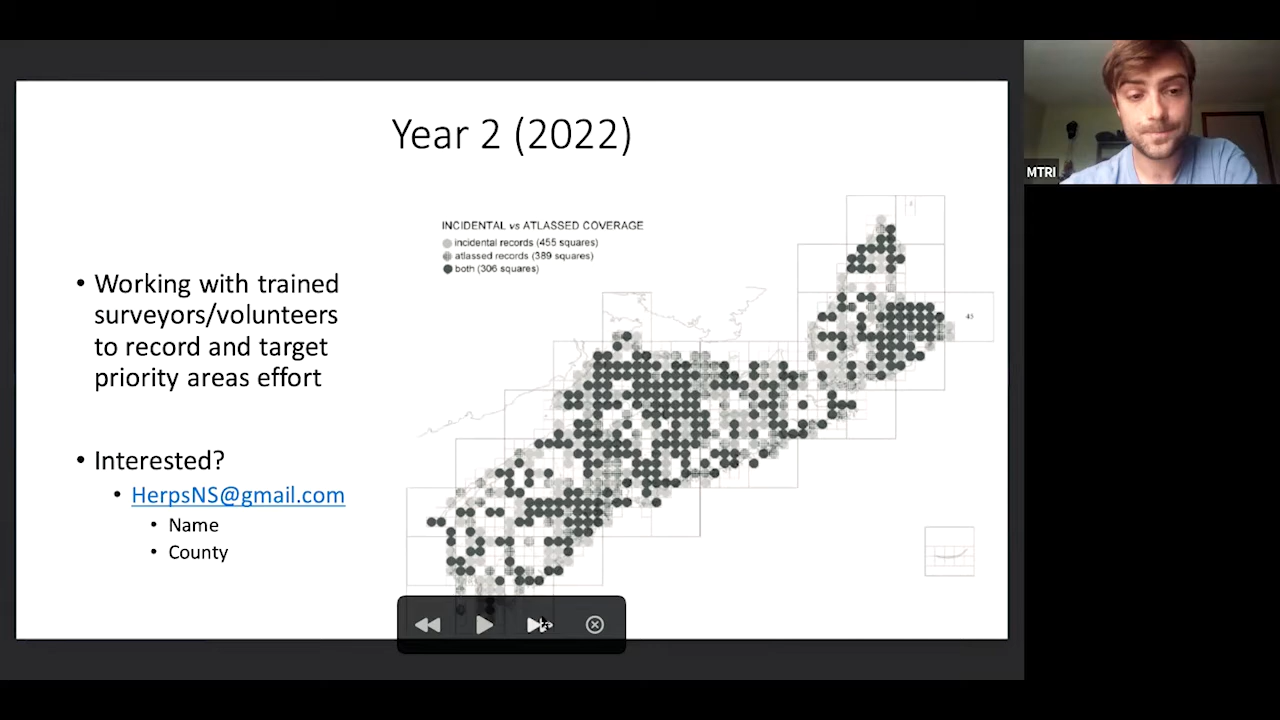 Year 2 (2022)
INCIDENTAL vs ATLASSED COVERAGE
incidental records (455 squares)
atlassed records (389 squares)
both (306 squares)
• Working with trained
surveyors/volunteers
to record and target
priority areas effort
• Interested?
• HerpsNS@gmail.com
• Name
• County
45
MTRI